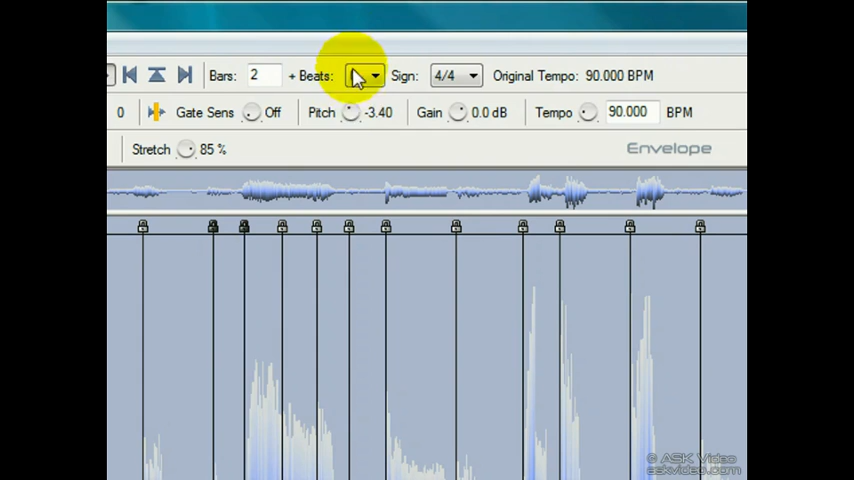 Bars: 2 + Beats: Sign: 4/4 Original Tempo: 90.000 BPM
0 Gate Sens Off Pitch -3.40 Gain 0.0 dB Tempo 90.000 BPM
Stretch 85 % Envelope
© ASK Video
askvideo.com